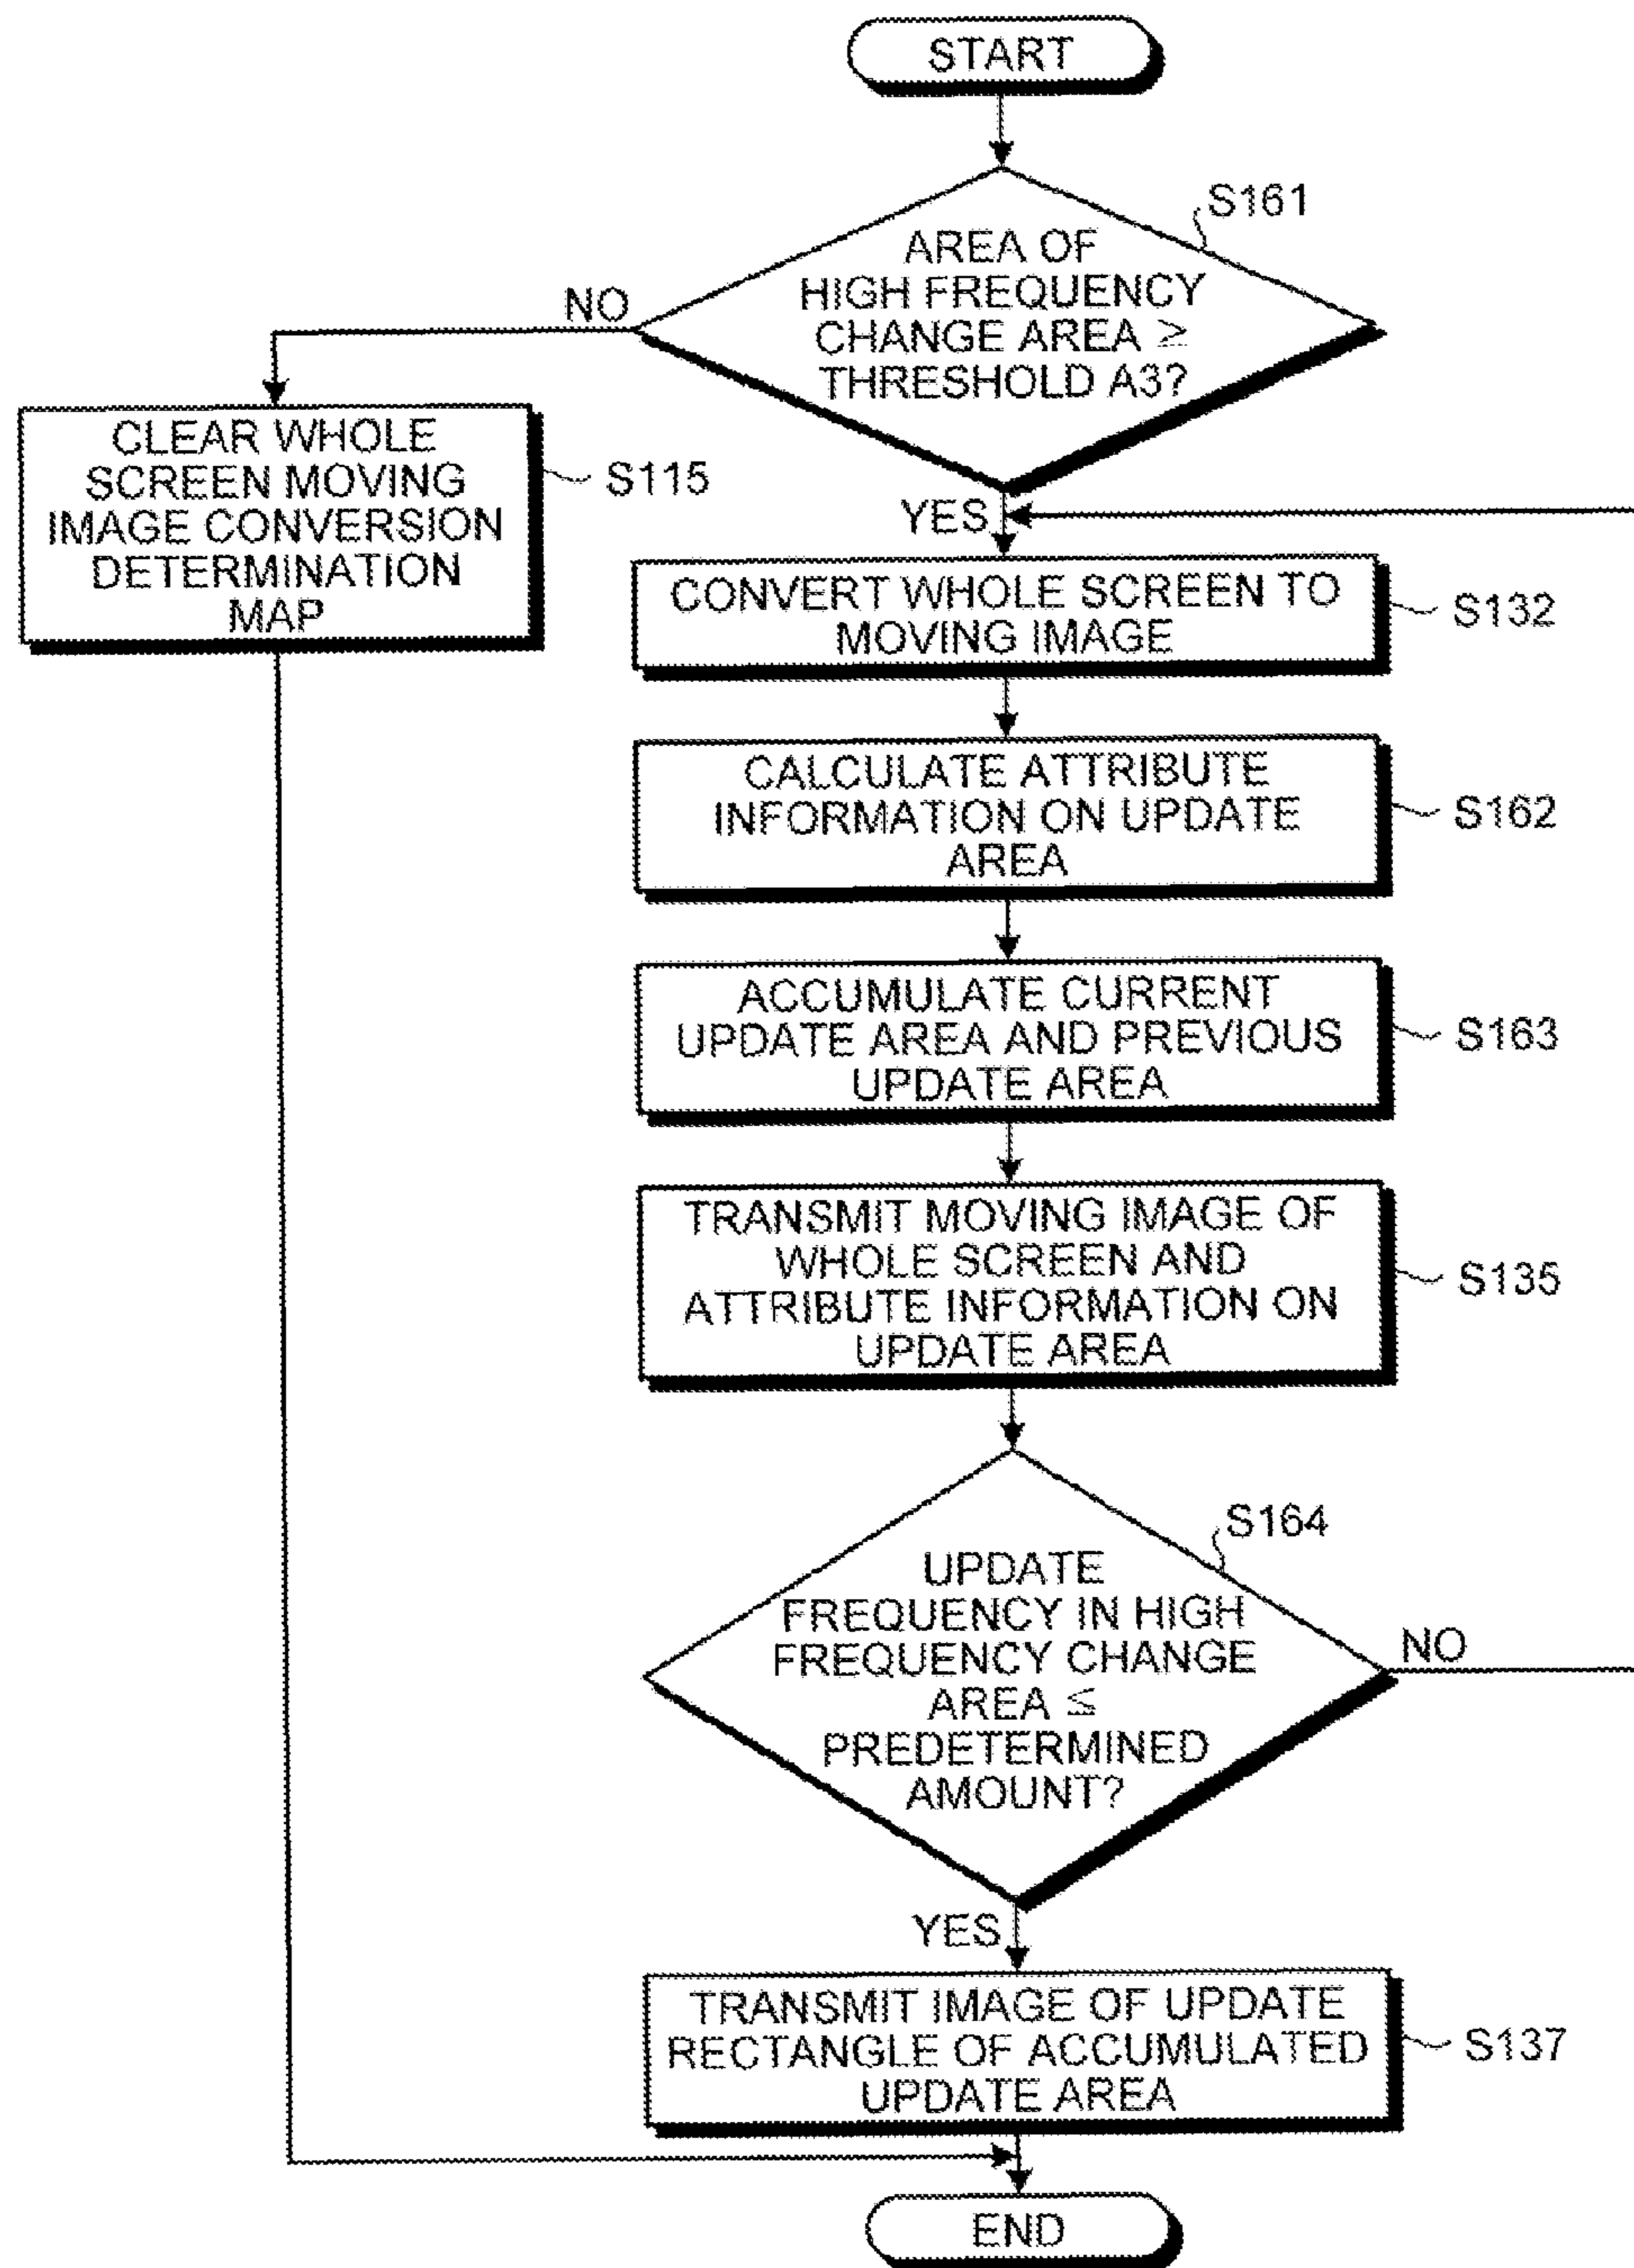 START
S161
AREA OF
HIGH FREQUENCY
CHANGE AREA ≧
THRESHOLD A3?
NO
CLEAR WHOLE
SCREEN MOVING
IMAGE CONVERSION
DETERMINATION
MAP
S115
YES
CONVERT WHOLE SCREEN TO
MOVING IMAGE
S132
CALCULATE ATTRIBUTE
INFORMATION ON UPDATE
AREA
S162
ACCUMULATE CURRENT
UPDATE AREA AND PREVIOUS
UPDATE AREA
S163
TRANSMIT MOVING IMAGE OF
WHOLE SCREEN AND
ATTRIBUTE INFORMATION ON
UPDATE AREA
S135
S164
UPDATE
FREQUENCY IN HIGH
FREQUENCY CHANGE
AREA ≦
PREDETERMINED
AMOUNT?
NO
YES
TRANSMIT IMAGE OF UPDATE
RECTANGLE OF ACCUMULATED
UPDATE AREA
S137
END